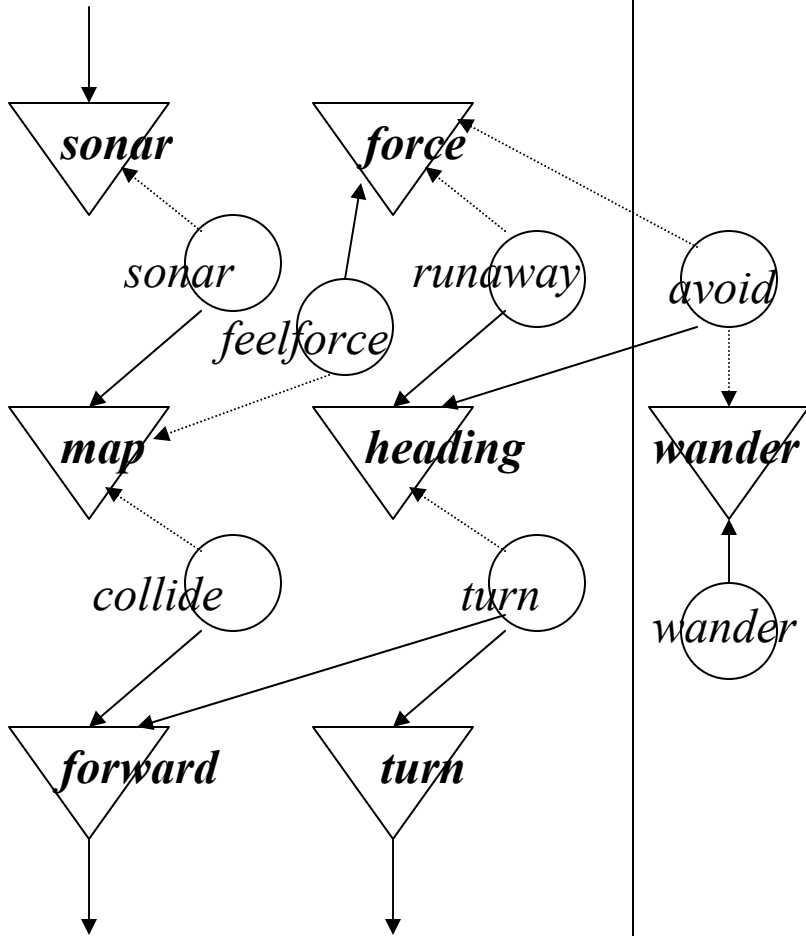 sonar
force
sonar
runaway
avoid
feelforce
map
heading
wander
collide
turn
wander
forward
turn